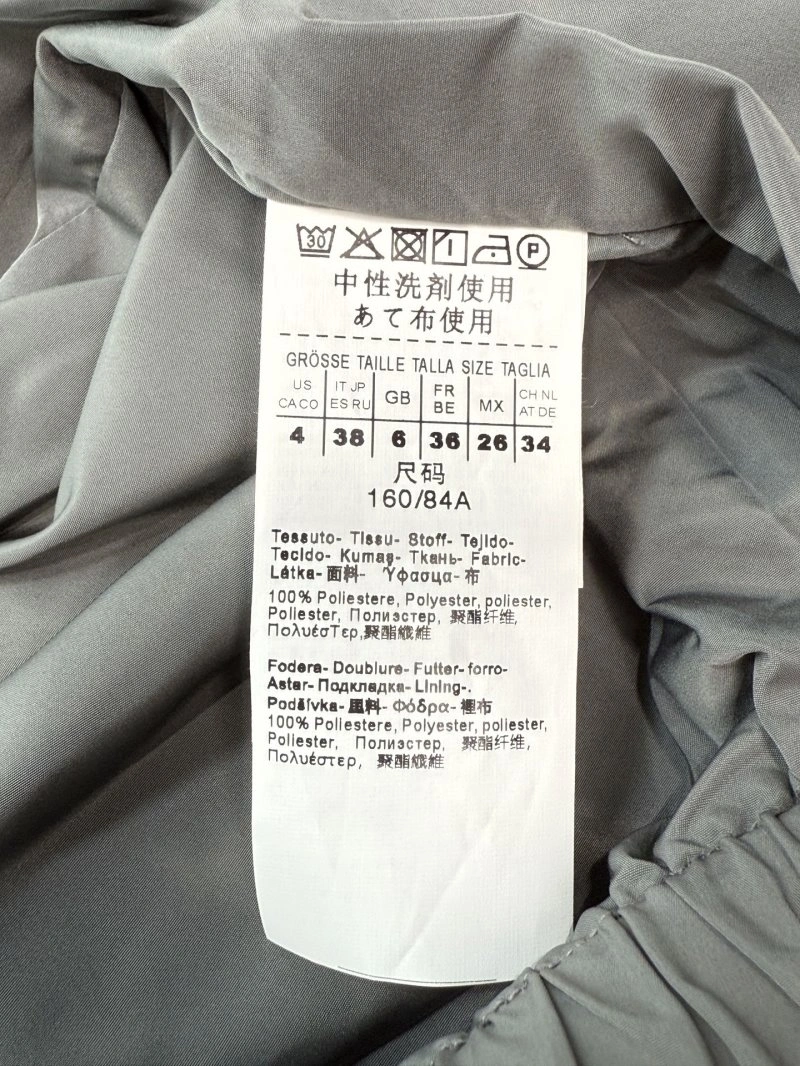 30 P
中性洗剤使用
あて布使用
GRÖSSE TAILLE TALLA SIZE TAGLIA
US CACO IT JP ES RU GB FR BE MX CH NL AT DE
4 38 6 36 26 34
尺码
160/84A
Tessuto- Tissu- Stoff- Tejido-
Tecido- Kumaş- Ткань- Fabric-
Látka- 面料- Ύφασμα- 布
100% Poliestere, Polyester, poliester,
Poliester, Полиэстер, 聚酯纤维,
ΠολυέσΤερ,聚酯纖維
Fodera- Doublure- Futter- forro-
Astar- Подкладка- Lining-.
Podšívka- 里料- Φόδρα- 裡布
100% Poliestere, Polyester, poliester,
Poliester, Полиэстер, 聚酯纤维,
Πολυέστερ, 聚酯纖維